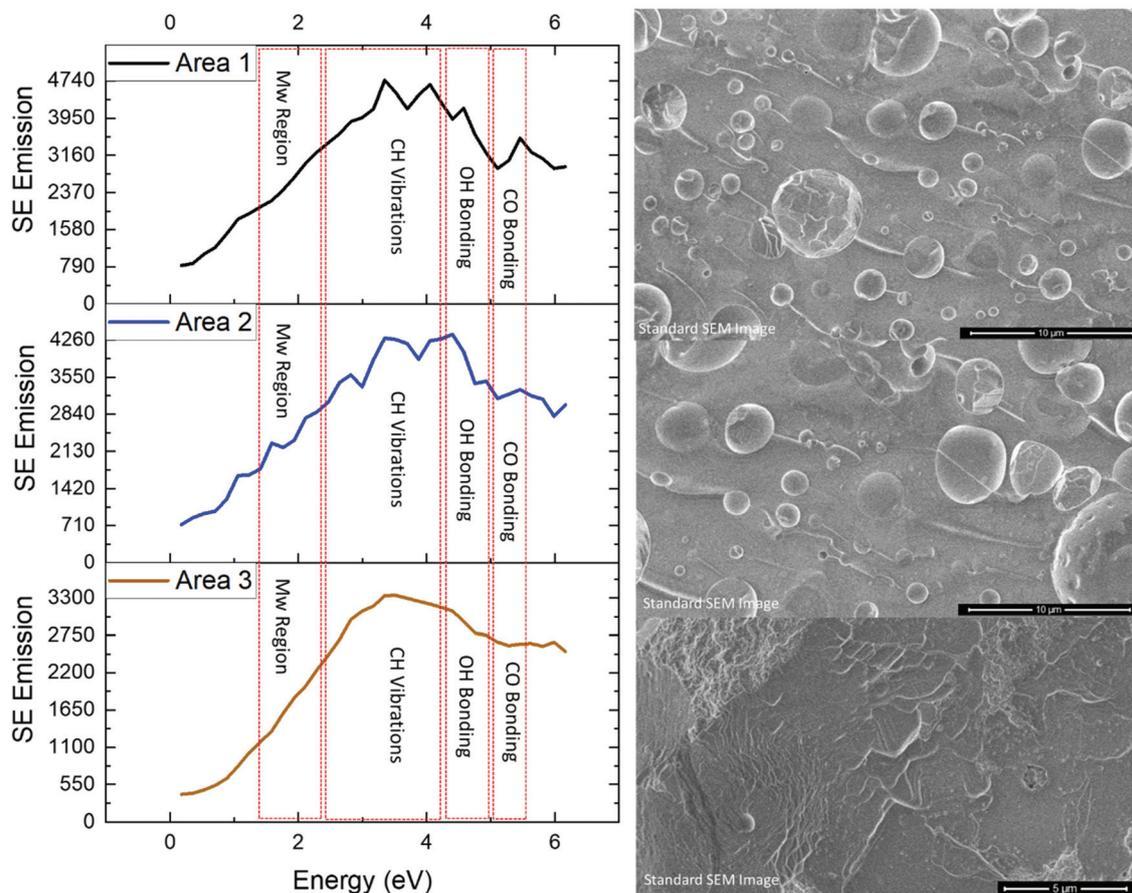 0 2 4 6
Area 1
SE Emission
4740
3950
3160
2370
1580
790
0
Mw Region
CH Vibrations
OH Bonding
CO Bonding
Standard SEM Image
10 µm
Area 2
SE Emission
4260
3550
2840
2130
1420
710
0
Mw Region
CH Vibrations
OH Bonding
CO Bonding
Standard SEM Image
10 µm
Area 3
SE Emission
3300
2750
2200
1650
1100
550
0
Mw Region
CH Vibrations
OH Bonding
CO Bonding
Standard SEM Image
5 µm
0 2 4 6
Energy (eV)